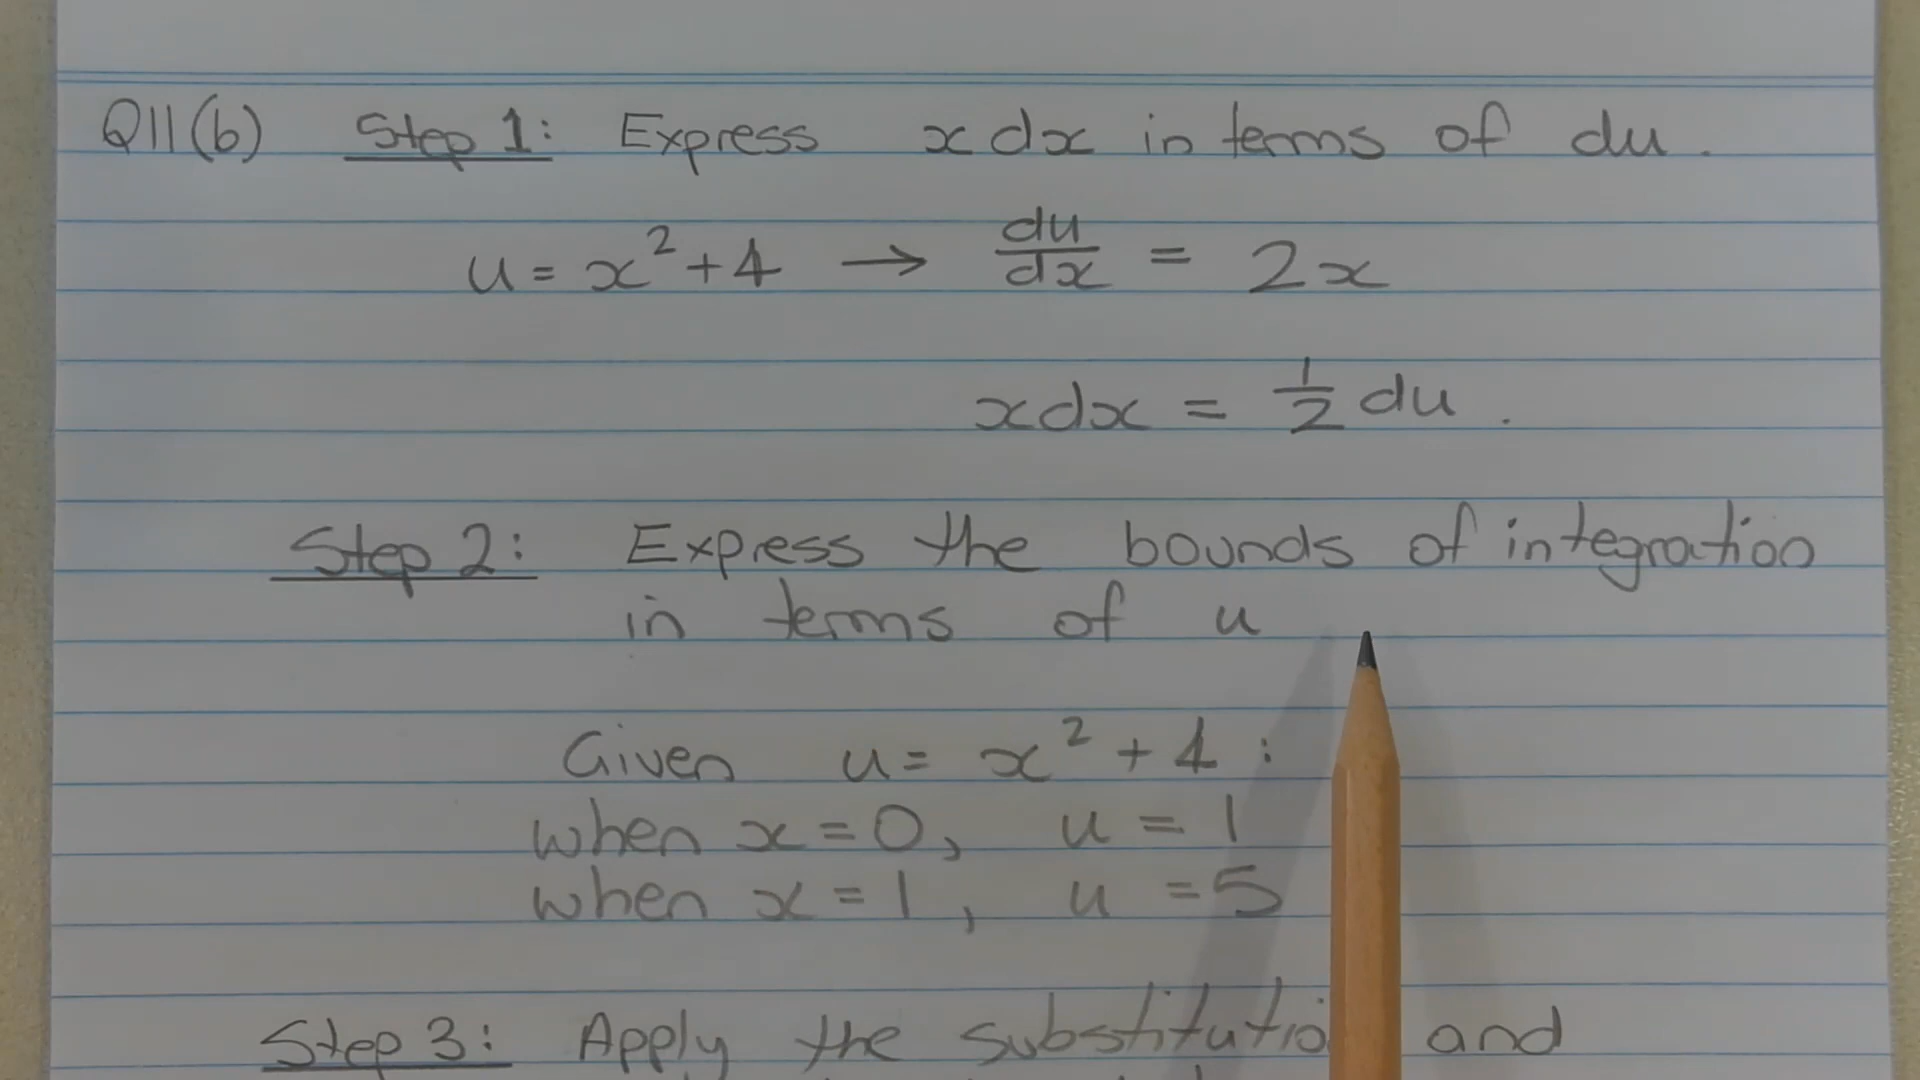 Q11(b) Step 1: Express x dx in terms of du.
u = x² + 4 → du/dx = 2x
x dx = 1/2 du.
Step 2: Express the bounds of integration
in terms of u
Given u = x² + 4 :
when x = 0, u = 1
when x = 1, u = 5
Step 3: Apply the substitutio and